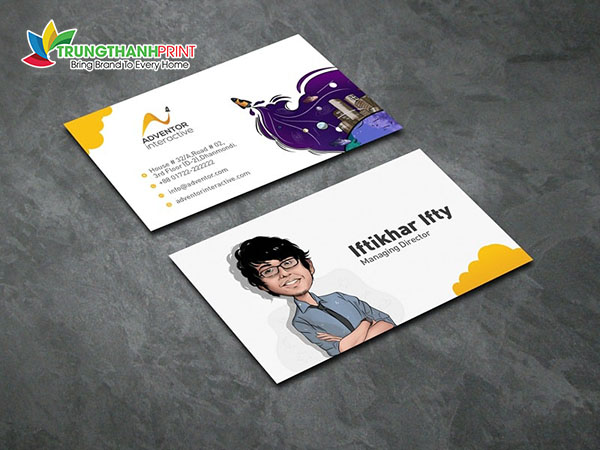 TRUNGTHANHPRINT
Bring Brand To Every Home
ADVENTOR
interactive
House # 32/A,Road # 02,
3rd Floor (D-2),Dhanmondi,
+88 01722-222222
info@adventor.com
adventorinteractive.com
Iftikhar Ifty
Managing Director